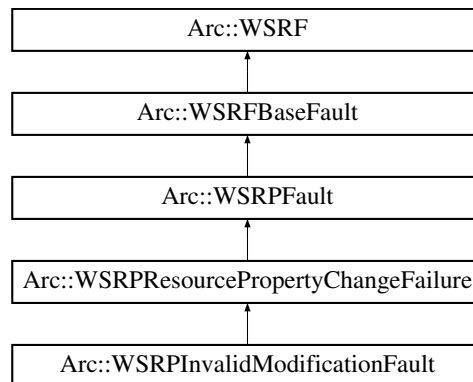 Arc::WSRF
Arc::WSRFBaseFault
Arc::WSRPFault
Arc::WSRPResourcePropertyChangeFailure
Arc::WSRPInvalidModificationFault